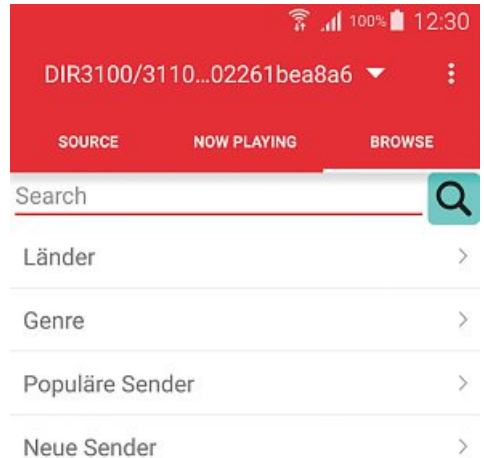 100% 12:30
DIR3100/3110...02261bea8a6
SOURCE NOW PLAYING BROWSE
Search
Länder
Genre
Populäre Sender
Neue Sender